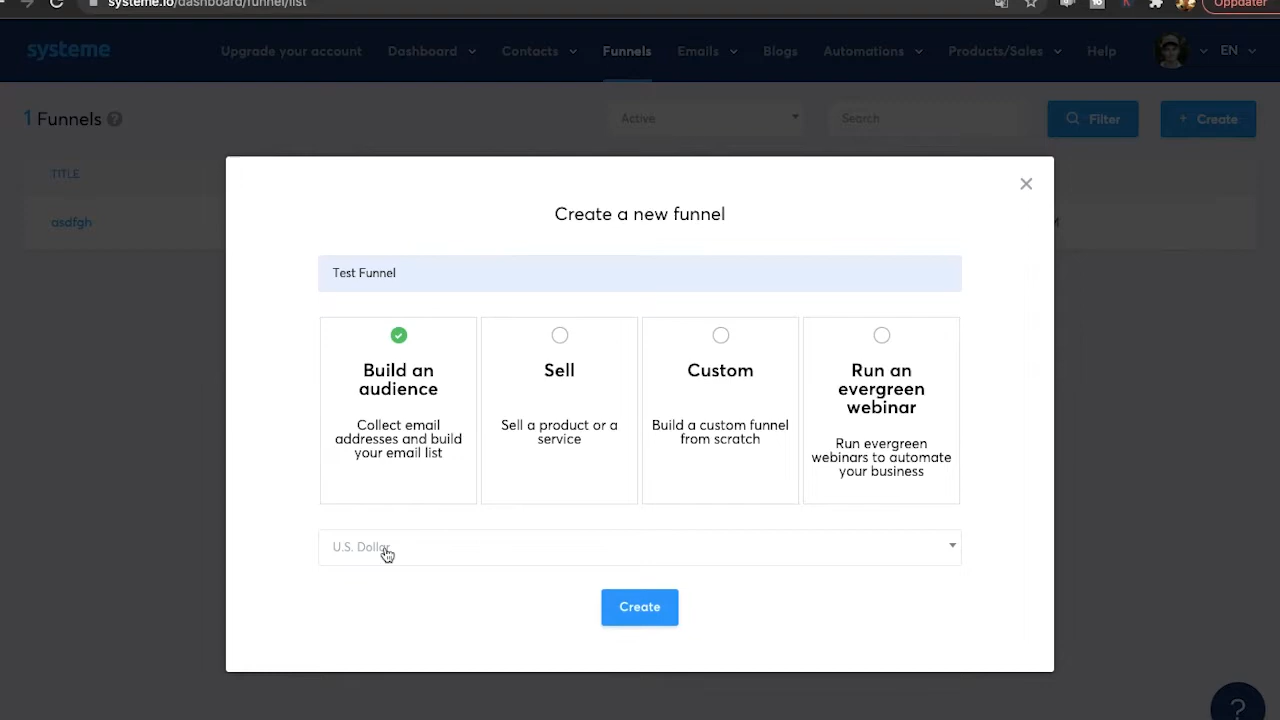 systeme.io/dashboard/funnel/list
Oppdater
systeme
Upgrade your account
Dashboard
Contacts
Funnels
Emails
Blogs
Automations
Products/Sales
Help
EN
1 Funnels ?
Active
Search
Filter
+ Create
TITLE
asdfgh
Create a new funnel
Test Funnel
Build an
audience
Collect email
addresses and build
your email list
Sell
Sell a product or a
service
Custom
Build a custom funnel
from scratch
Run an
evergreen
webinar
Run evergreen
webinars to automate
your business
U.S. Dollar
Create
?